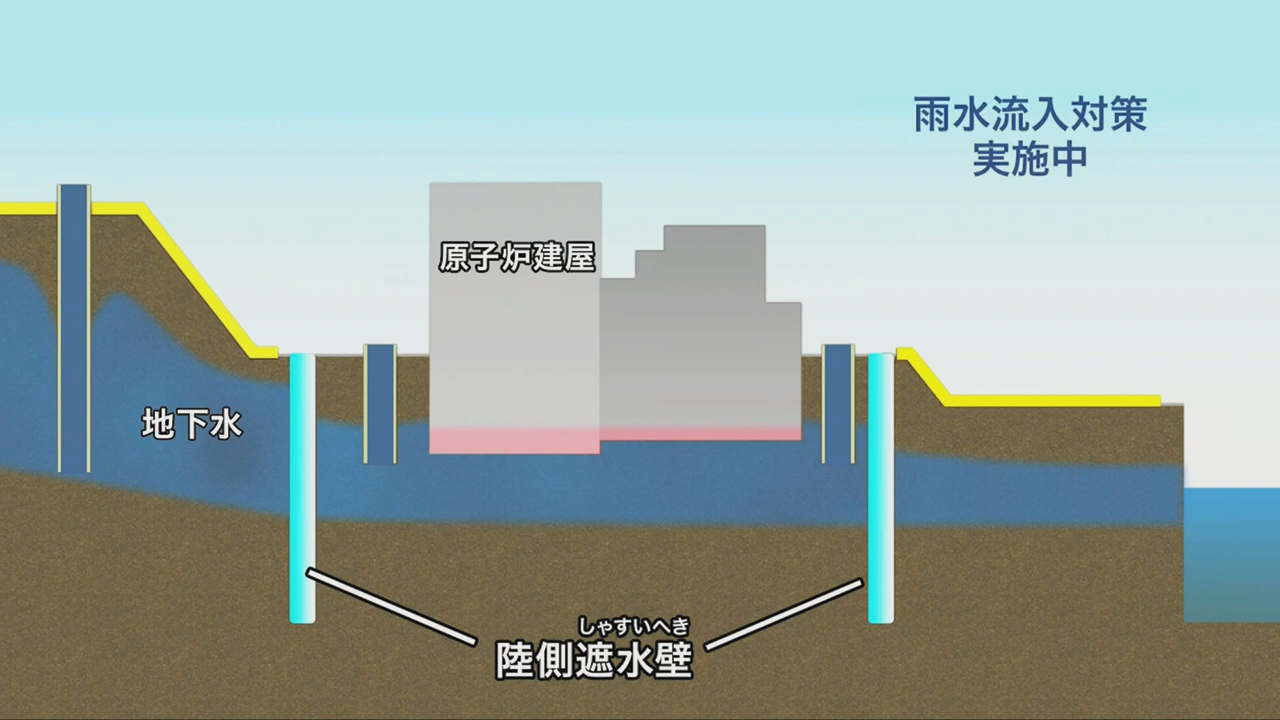 雨水流入対策
実施中
原子炉建屋
地下水
しゃすいへき
陸側遮水壁